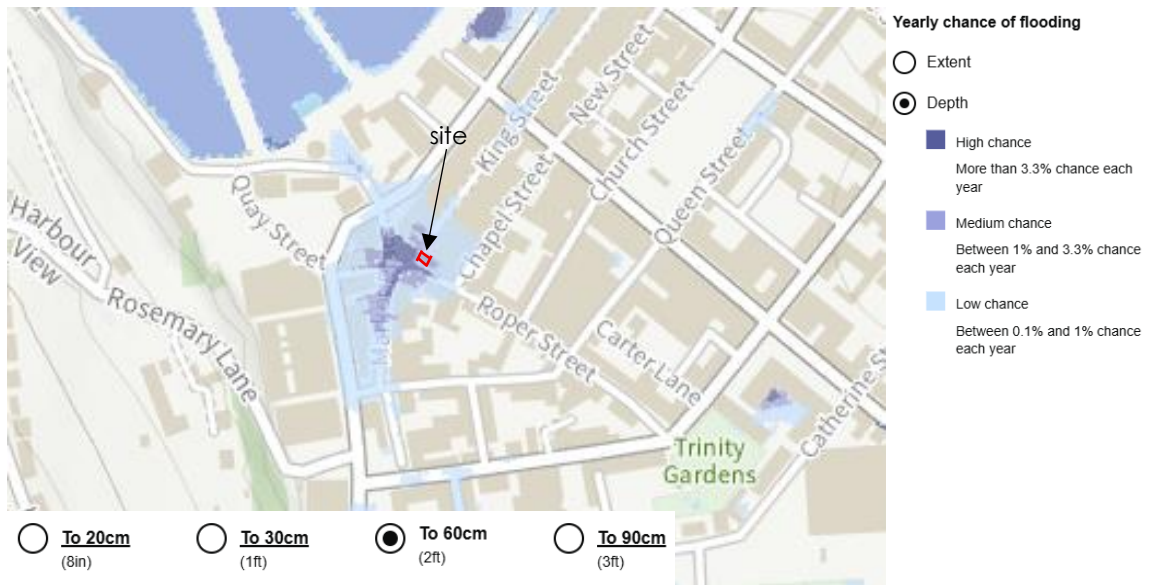 Yearly chance of flooding
Extent
Depth
High chance
More than 3.3% chance each
year
Medium chance
Between 1% and 3.3% chance
each year
Low chance
Between 0.1% and 1% chance
each year
site
King Street
New Street
Church Street
Chapel Street
Queen Street
Quay Street
Harbour
View
Rosemary Lane
Roper Street
Carter Lane
Catherine S
Trinity
Gardens
To 20cm
(8in)
To 30cm
(1ft)
To 60cm
(2ft)
To 90cm
(3ft)